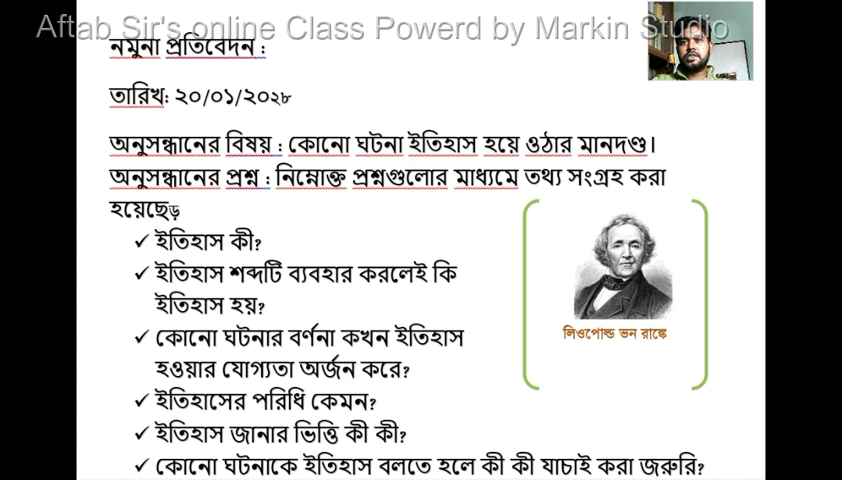 Aftab Sir's online Class Powerd by Markin Studio
নমুনা প্রতিবেদন :
তারিখ: ২০/০১/২০২৮
অনুসন্ধানের বিষয় : কোনো ঘটনা ইতিহাস হয়ে ওঠার মানদণ্ড।
অনুসন্ধানের প্রশ্ন : নিম্নোক্ত প্রশ্নগুলোর মাধ্যমে তথ্য সংগ্রহ করা
হয়েছেড়
✓ ইতিহাস কী?
✓ ইতিহাস শব্দটি ব্যবহার করলেই কি
ইতিহাস হয়?
✓ কোনো ঘটনার বর্ণনা কখন ইতিহাস
হওয়ার যোগ্যতা অর্জন করে?
✓ ইতিহাসের পরিধি কেমন?
✓ ইতিহাস জানার ভিত্তি কী কী?
✓ কোনো ঘটনাকে ইতিহাস বলতে হলে কী কী যাচাই করা জরুরি?
লিওপোল্ড ভন রাঙ্কে